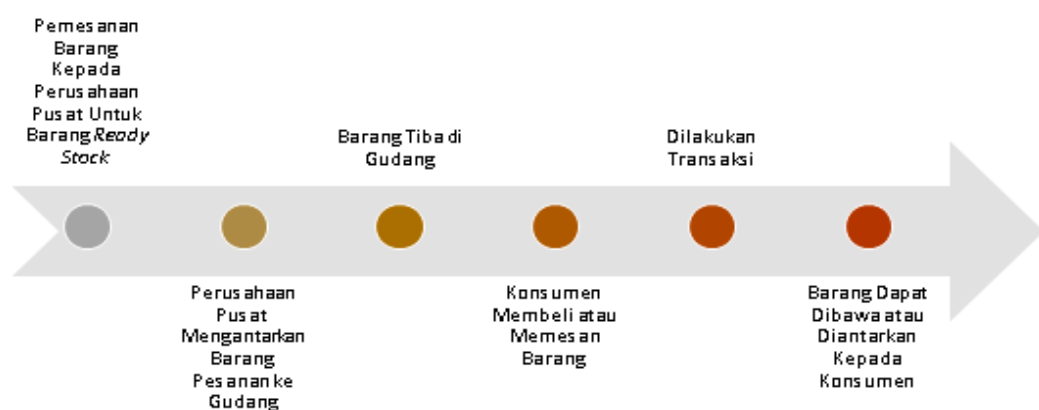 Pemesanan
Barang
Kepada
Perusahaan
Pusat Untuk
Barang Ready
Stock
Perusahaan
Pusat
Mengantarkan
Barang
Pesanan ke
Gudang
Barang Tiba di
Gudang
Konsumen
Membeli atau
Memesan
Barang
Dilakukan
Transaksi
Barang Dapat
Dibawa atau
Diantarkan
Kepada
Konsumen